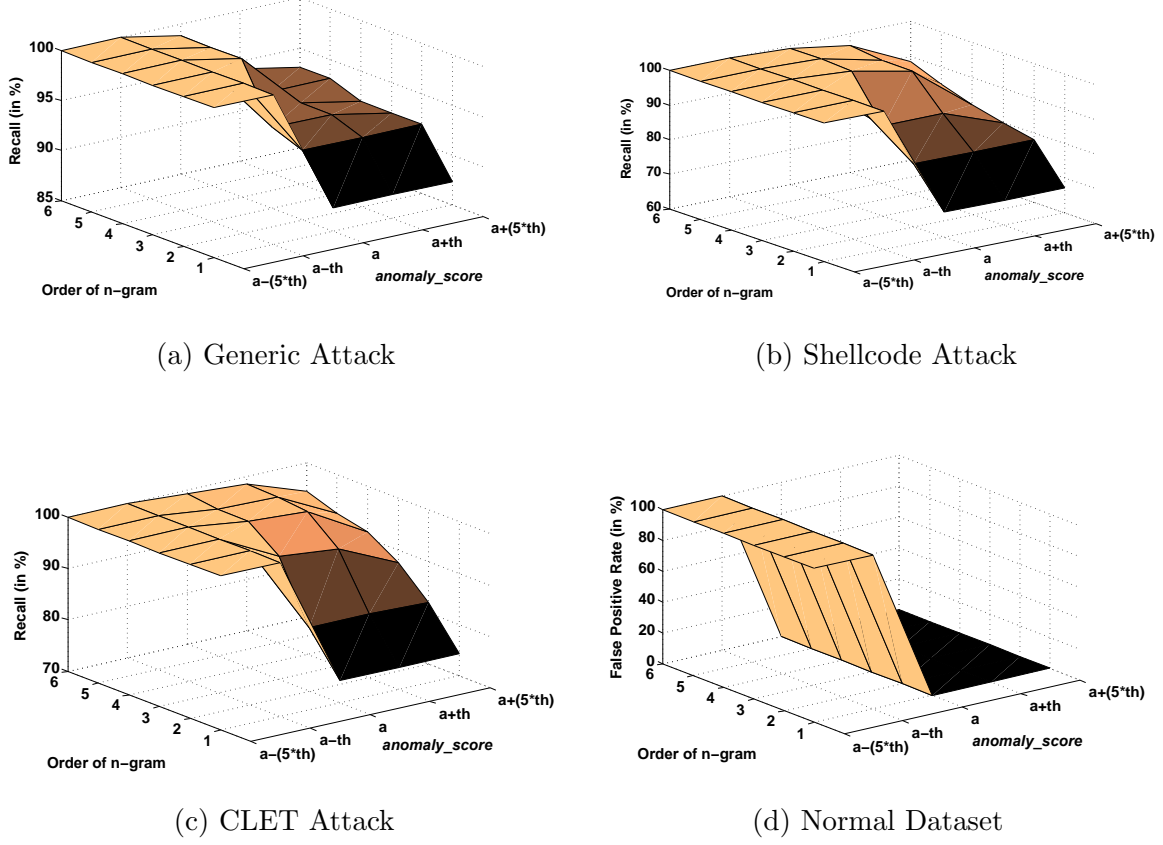 100
95
90
85
Recall (in %)
6
5
4
3
2
1
Order of n−gram
a−(5*th)
a−th
a
a+th
a+(5*th)
anomaly_score
(a) Generic Attack
100
90
80
70
60
Recall (in %)
6
5
4
3
2
1
Order of n−gram
a−(5*th)
a−th
a
a+th
a+(5*th)
anomaly_score
(b) Shellcode Attack
100
90
80
70
Recall (in %)
6
5
4
3
2
1
Order of n−gram
a−(5*th)
a−th
a
a+th
a+(5*th)
anomaly_score
(c) CLET Attack
100
80
60
40
20
0
False Positive Rate (in %)
6
5
4
3
2
1
Order of n−gram
a−(5*th)
a−th
a
a+th
a+(5*th)
anomaly_score
(d) Normal Dataset